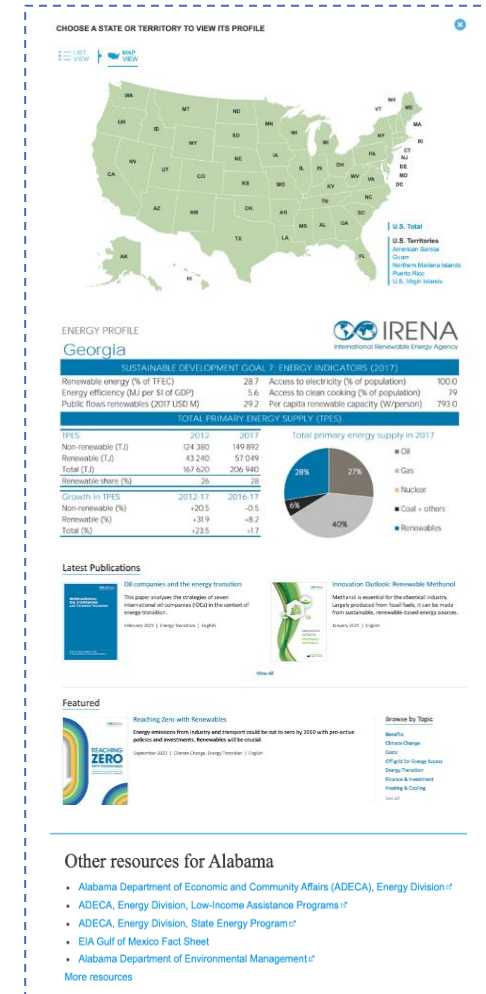 CHOOSE A STATE OR TERRITORY TO VIEW ITS PROFILE
LIST VIEW
MAP VIEW
WA
MT
ND
MN
VT
NH
ME
OR
ID
SD
WI
MI
NY
MA
RI
WY
CT
NJ
DE
MD
DC
NV
UT
CO
NE
IA
IL
IN
OH
PA
WV
VA
CA
KS
MO
KY
NC
TN
SC
AZ
NM
OK
AR
MS
AL
GA
TX
LA
FL
AK
HI
U.S. Total
U.S. Territories
American Samoa
Guam
Northern Mariana Islands
Puerto Rico
U.S. Virgin Islands
ENERGY PROFILE
Georgia
IRENA
International Renewable Energy Agency
SUSTAINABLE DEVELOPMENT GOAL 7: ENERGY INDICATORS (2017)
Renewable energy (% of TFEC) 28.7 Access to electricity (% of population) 100.0
Energy efficiency (MJ per $1 of GDP) 5.6 Access to clean cooking (% of population) 79
Public flows renewables (2017 USD M) 29.2 Per capita renewable capacity (W/person) 793.0
TOTAL PRIMARY ENERGY SUPPLY (TPES)
TPES 2012 2017
Non-renewable (TJ) 124 380 149 892
Renewable (TJ) 43 240 57 049
Total (TJ) 167 620 206 940
Renewable share (%) 26 28
Growth in TPES 2012-17 2016-17
Non-renewable (%) +20.5 -0.5
Renewable (%) +31.9 +8.2
Total (%) +23.5 +1.7
Total primary energy supply in 2017
28%
27%
6%
40%
Oil
Gas
Nuclear
Coal + others
Renewables
Latest Publications
Oil companies and the energy transition
This paper analyses the strategies of seven
international oil companies (IOCs) in the context of
energy transition.
February 2021 | Energy Transition | English
Innovation Outlook: Renewable Methanol
Methanol is essential for the chemical industry.
Largely produced from fossil fuels, it can be made
from sustainable, renewable-based energy sources.
January 2021 | English
View All
Featured
REACHING
ZERO
WITH RENEWABLES
Reaching Zero with Renewables
Energy emissions from industry and transport could be cut to zero by 2060 with pro-active
policies and investments. Renewables will be crucial.
Climate Change, Energy Transition | English
Browse by Topic
Benefits
Climate Change
Costs
Off-grid for Energy Access
Energy Transition
Finance & Investment
Heating & Cooling
See all
Other resources for Alabama
• Alabama Department of Economic and Community Affairs (ADECA), Energy Division
• ADECA, Energy Division, Low-Income Assistance Programs
• ADECA, Energy Division, State Energy Program
• EIA Gulf of Mexico Fact Sheet
• Alabama Department of Environmental Management
More resources